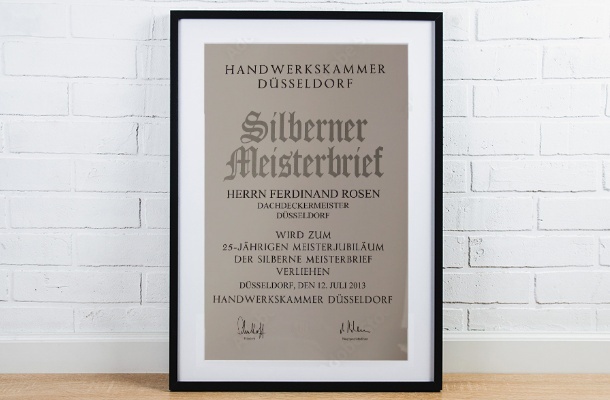 HANDWERKSKAMMER
DÜSSELDORF
Silberner
Meisterbrief
HERRN FERDINAND ROSEN
DACHDECKERMEISTER
DÜSSELDORF
WIRD ZUM
25-JÄHRIGEN MEISTERJUBILÄUM
DER SILBERNE MEISTERBRIEF
VERLIEHEN
DÜSSELDORF, DEN 12. JULI 2013
HANDWERKSKAMMER DÜSSELDORF